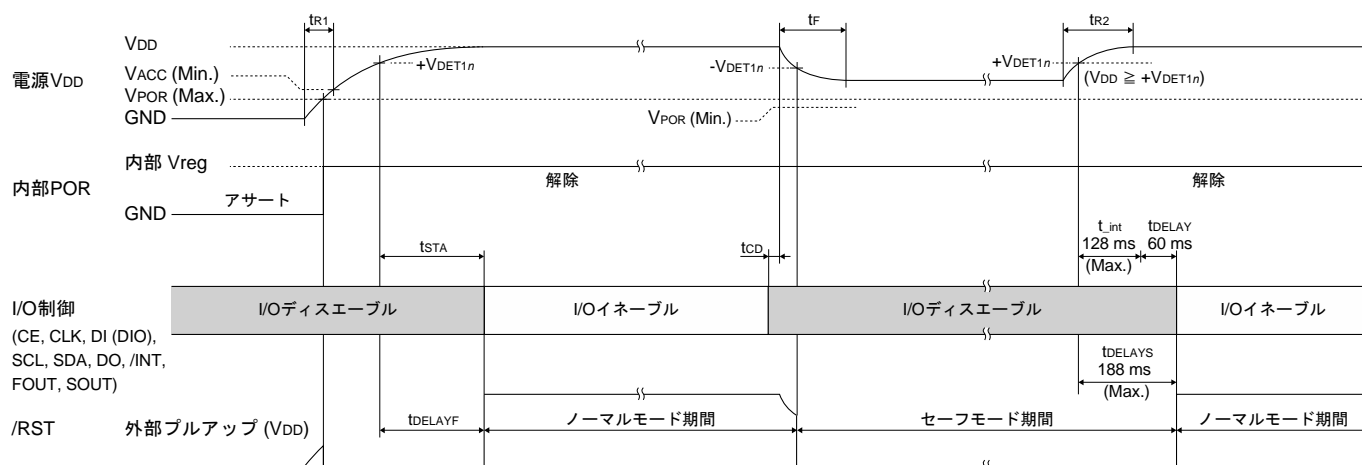 tR1
tF
tR2
VDD
+VDET1n
-VDET1n
+VDET1n
(VDD ≧ +VDET1n)
電源VDD
VACC (Min.)
VPOR (Max.)
GND
VPOR (Min.)
内部 Vreg
内部POR
解除
解除
アサート
GND
tSTA
tCD
t_int
128 ms
(Max.)
tDELAY
60 ms
I/O制御
(CE, CLK, DI (DIO),
SCL, SDA, DO, /INT,
FOUT, SOUT)
I/Oディスエーブル
I/Oイネーブル
I/Oディスエーブル
I/Oイネーブル
tDELAYS
188 ms
(Max.)
/RST
外部プルアップ (VDD)
tDELAYF
ノーマルモード期間
セーフモード期間
ノーマルモード期間